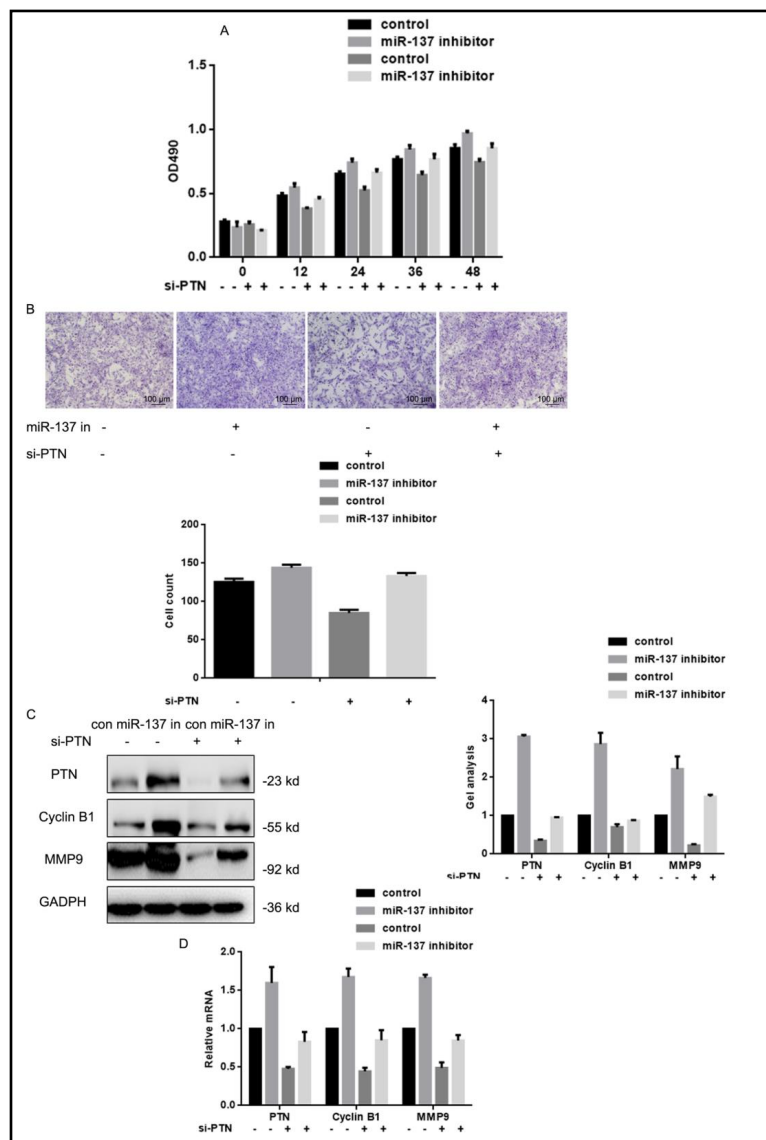 A
control
miR-137 inhibitor
control
miR-137 inhibitor
OD490
1.0
0.5
0.0
0 12 24 36 48
si-PTN - - + + - - + + - - + + - - + + - - + +
B
100 µm 100 µm 100 µm 100 µm
miR-137 in - + - +
si-PTN - - + +
control
miR-137 inhibitor
control
miR-137 inhibitor
Cell count
200
150
100
50
0
si-PTN - - + +
C
con miR-137 in con miR-137 in
si-PTN - - + +
PTN -23 kd
Cyclin B1 -55 kd
MMP9 -92 kd
GADPH -36 kd
control
miR-137 inhibitor
control
miR-137 inhibitor
Gel analysis
4
3
2
1
0
PTN Cyclin B1 MMP9
si-PTN - - + + - - + + - - + +
D
control
miR-137 inhibitor
control
miR-137 inhibitor
Relative mRNA
2.0
1.5
1.0
0.5
0.0
PTN Cyclin B1 MMP9
si-PTN - - + + - - + + - - + +